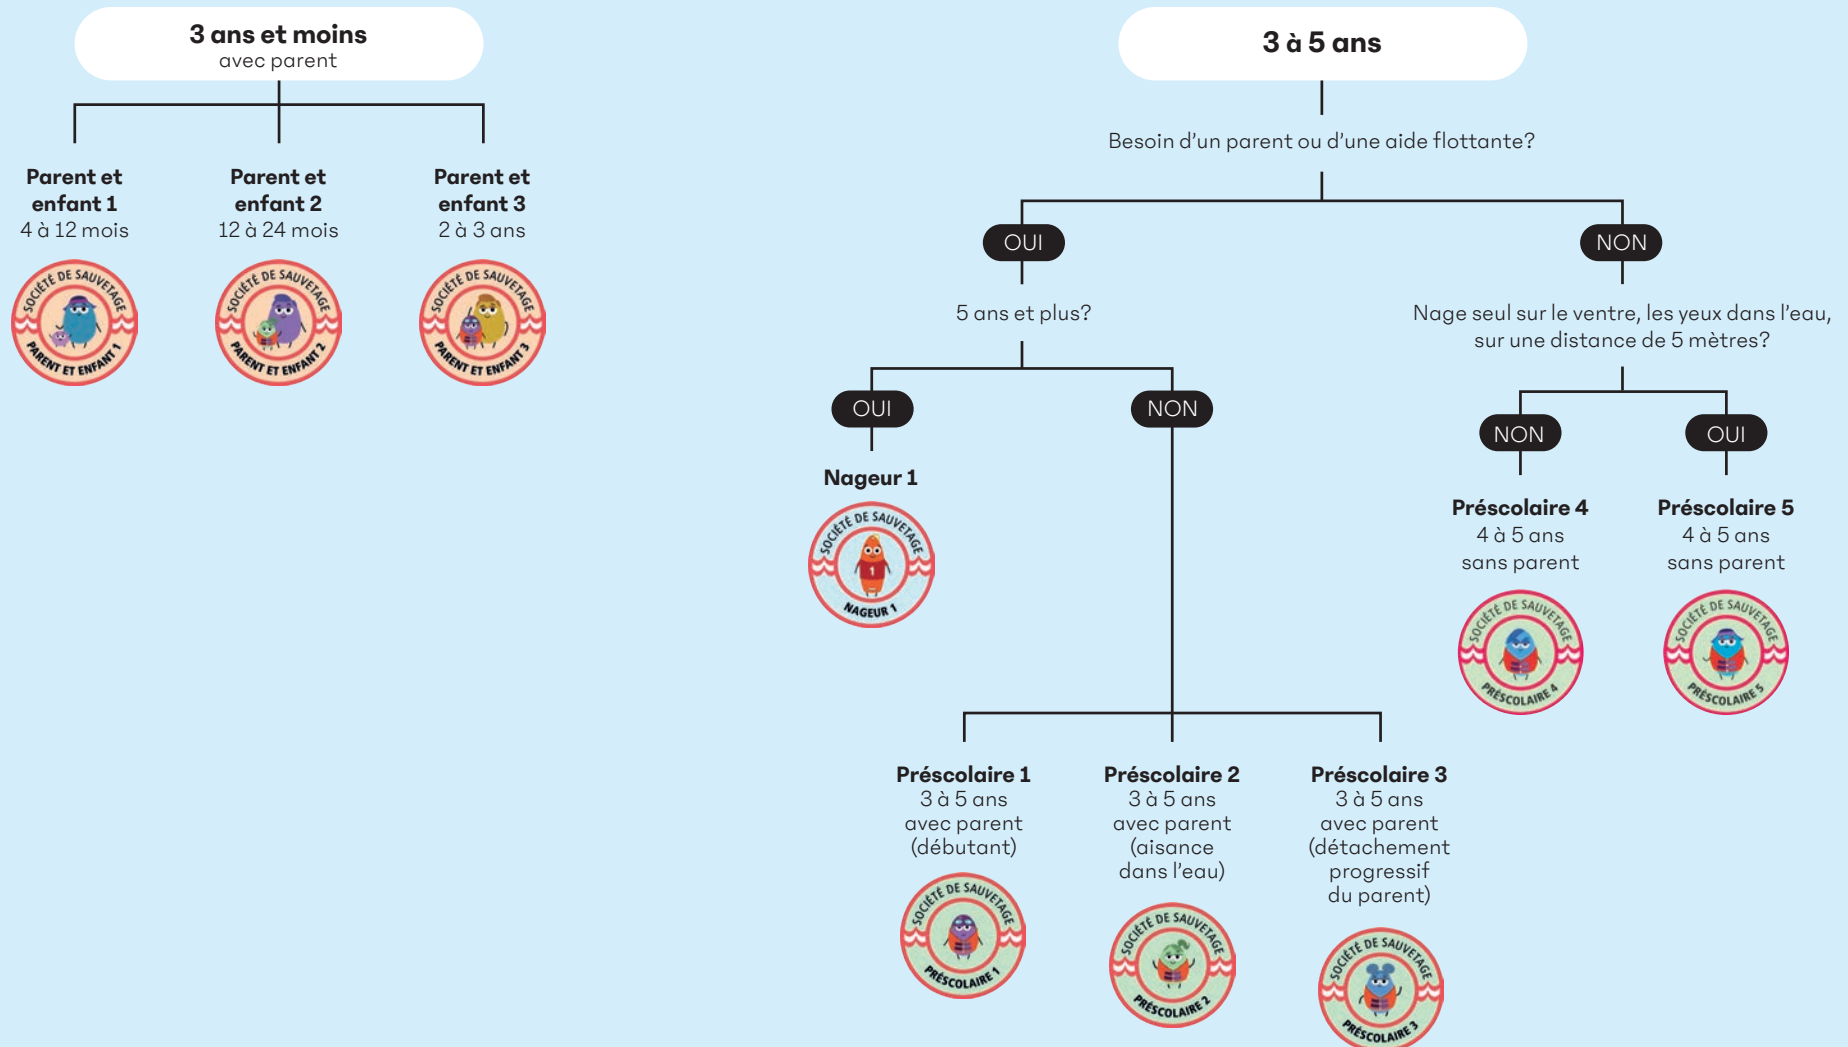 3 ans et moins
avec parent
Parent et
enfant 1
4 à 12 mois
SOCIÉTÉ DE SAUVETAGE
PARENT ET ENFANT 1
Parent et
enfant 2
12 à 24 mois
SOCIÉTÉ DE SAUVETAGE
PARENT ET ENFANT 2
Parent et
enfant 3
2 à 3 ans
SOCIÉTÉ DE SAUVETAGE
PARENT ET ENFANT 3
3 à 5 ans
Besoin d'un parent ou d'une aide flottante?
OUI
NON
5 ans et plus?
OUI
NON
Nageur 1
SOCIÉTÉ DE SAUVETAGE
1
NAGEUR 1
Nage seul sur le ventre, les yeux dans l'eau,
sur une distance de 5 mètres?
NON
OUI
Préscolaire 4
4 à 5 ans
sans parent
SOCIÉTÉ DE SAUVETAGE
PRÉSCOLAIRE 4
Préscolaire 5
4 à 5 ans
sans parent
SOCIÉTÉ DE SAUVETAGE
PRÉSCOLAIRE 5
Préscolaire 1
3 à 5 ans
avec parent
(débutant)
SOCIÉTÉ DE SAUVETAGE
PRÉSCOLAIRE 1
Préscolaire 2
3 à 5 ans
avec parent
(aisance
dans l'eau)
SOCIÉTÉ DE SAUVETAGE
PRÉSCOLAIRE 2
Préscolaire 3
3 à 5 ans
avec parent
(détachement
progressif
du parent)
SOCIÉTÉ DE SAUVETAGE
PRÉSCOLAIRE 3